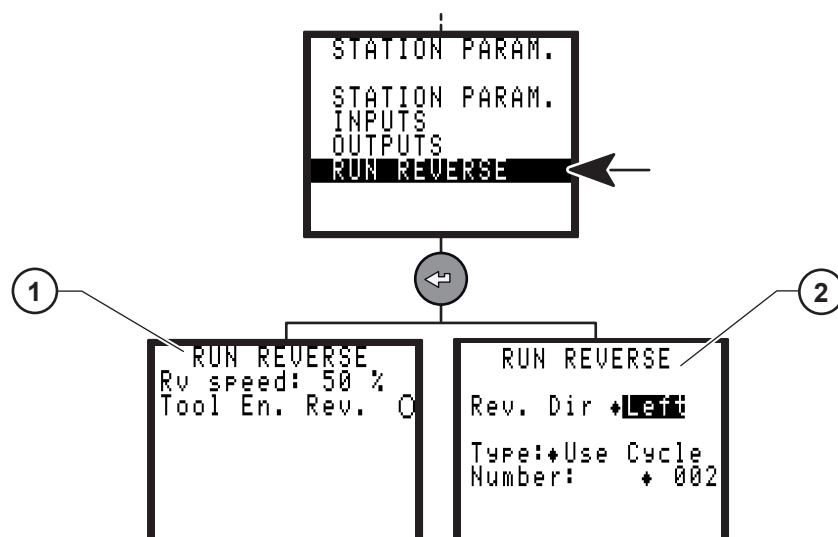 STATION PARAM.
STATION PARAM.
INPUTS
OUTPUTS
RUN REVERSE
1
2
RUN REVERSE
Rv speed: 50 %
Tool En. Rev.
RUN REVERSE
Rev. Dir Left
Type: Use Cycle
Number: 002